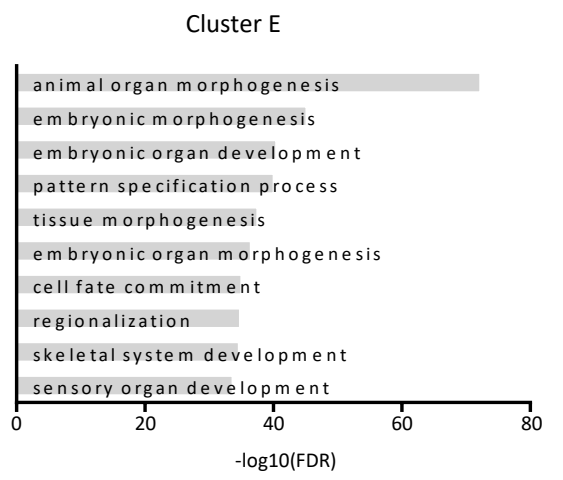 Cluster E
animal organ morphogenesis
embryonic morphogenesis
embryonic organ development
pattern specification process
tissue morphogenesis
embryonic organ morphogenesis
cell fate commitment
regionalization
skeletal system development
sensory organ development
0 20 40 60 80
-log10(FDR)